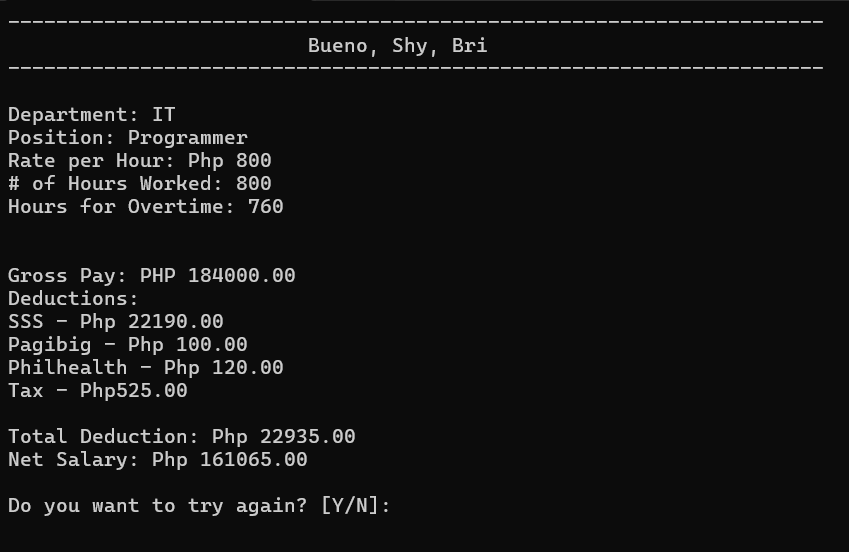 --------------------------------------------------------------------
Bueno, Shy, Bri
--------------------------------------------------------------------
Department: IT
Position: Programmer
Rate per Hour: Php 800
# of Hours Worked: 800
Hours for Overtime: 760
Gross Pay: PHP 184000.00
Deductions:
SSS - Php 22190.00
Pagibig - Php 100.00
Philhealth - Php 120.00
Tax - Php525.00
Total Deduction: Php 22935.00
Net Salary: Php 161065.00
Do you want to try again? [Y/N]: